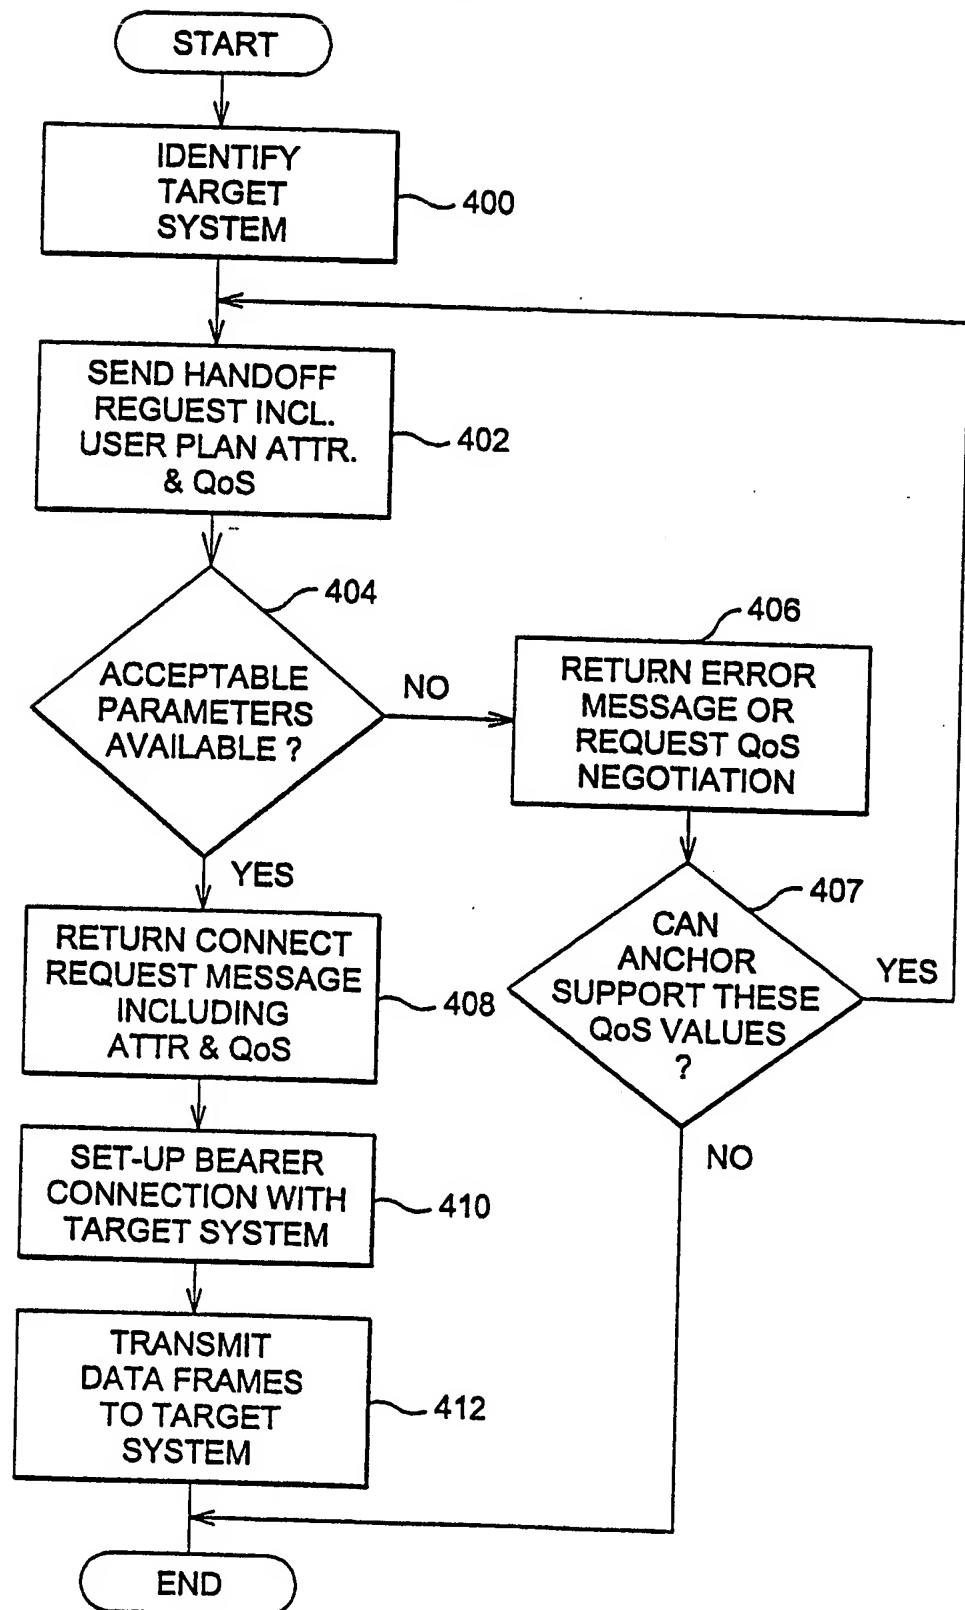 START
IDENTIFY
TARGET
SYSTEM
400
SEND HANDOFF
REGUEST INCL.
USER PLAN ATTR.
& QoS
402
404
ACCEPTABLE
PARAMETERS
AVAILABLE ?
NO
406
RETURN ERROR
MESSAGE OR
REQUEST QoS
NEGOTIATION
YES
407
CAN
ANCHOR
SUPPORT THESE
QoS VALUES
?
YES
NO
RETURN CONNECT
REQUEST MESSAGE
INCLUDING
ATTR & QoS
408
SET-UP BEARER
CONNECTION WITH
TARGET SYSTEM
410
TRANSMIT
DATA FRAMES
TO TARGET
SYSTEM
412
END